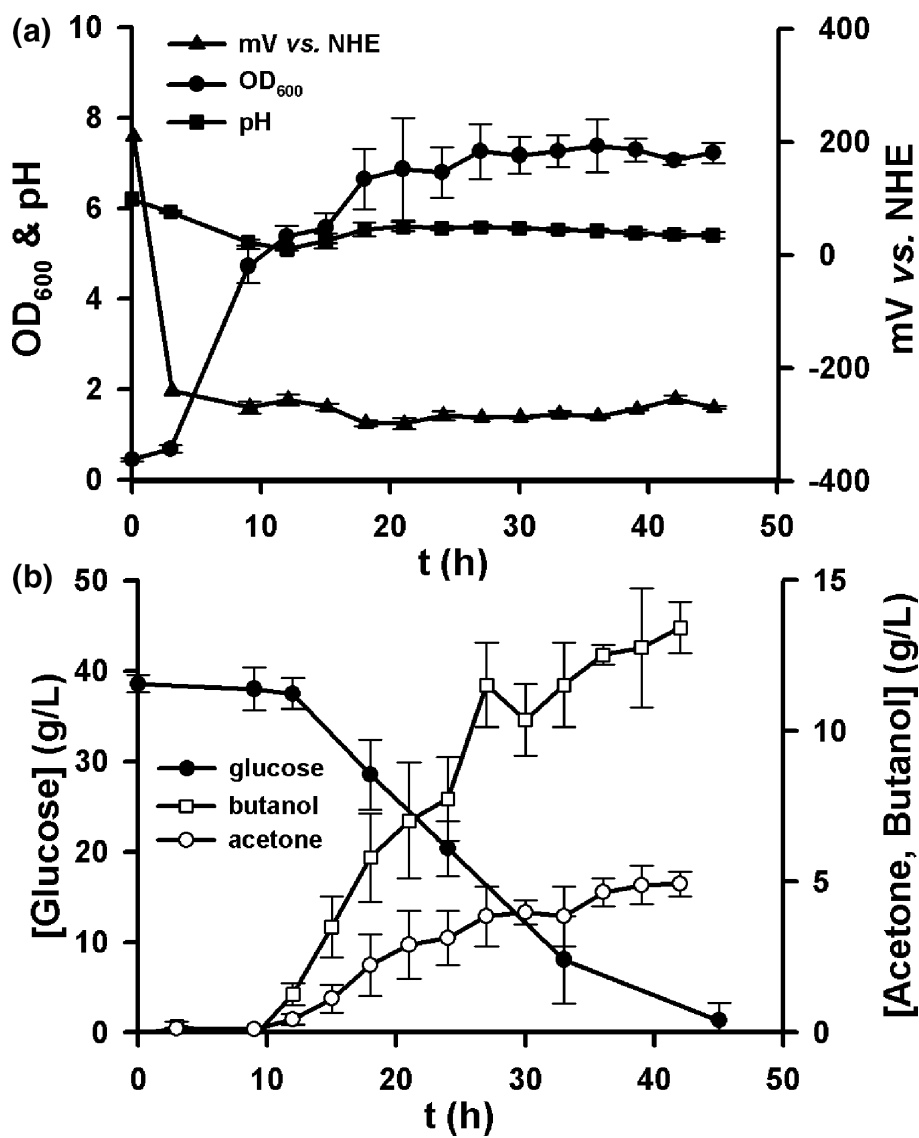 (a)
10
8
6
4
2
0
OD600 & pH
mV vs. NHE
OD600
pH
400
200
0
-200
-400
mV vs. NHE
0 10 20 30 40 50
t (h)
(b)
50
40
30
20
10
0
[Glucose] (g/L)
glucose
butanol
acetone
15
10
5
0
[Acetone, Butanol] (g/L)
0 10 20 30 40 50
t (h)